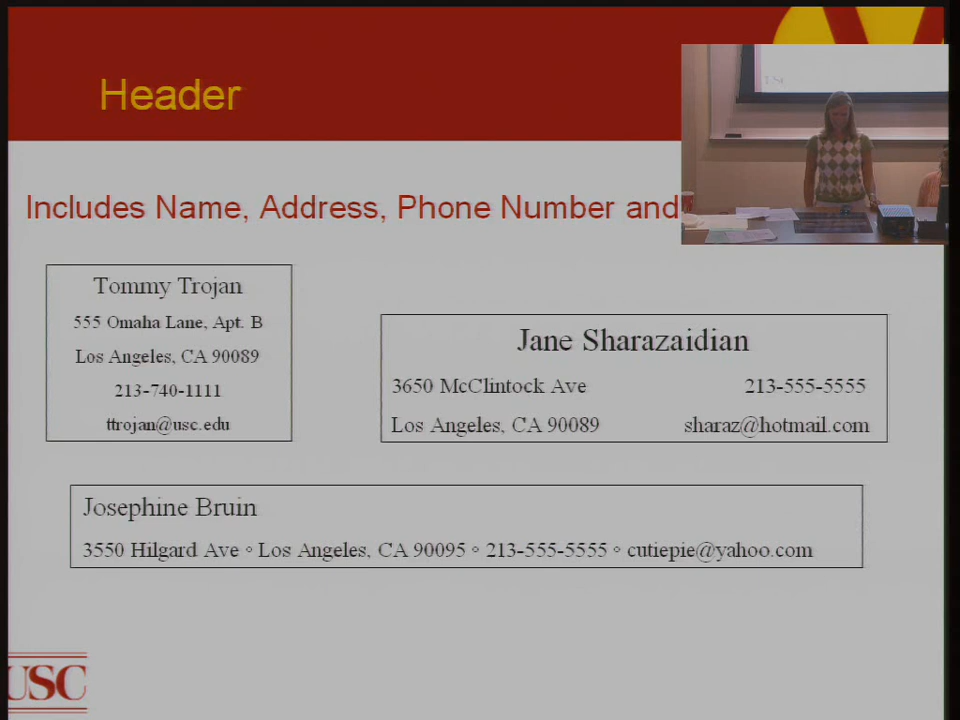 Header
Includes Name, Address, Phone Number and
Tommy Trojan
555 Omaha Lane, Apt. B
Los Angeles, CA 90089
213-740-1111
ttrojan@usc.edu
Jane Sharazaidian
3650 McClintock Ave 213-555-5555
Los Angeles, CA 90089 sharaz@hotmail.com
Josephine Bruin
3550 Hilgard Ave ◦ Los Angeles, CA 90095 ◦ 213-555-5555 ◦ cutiepie@yahoo.com
USC